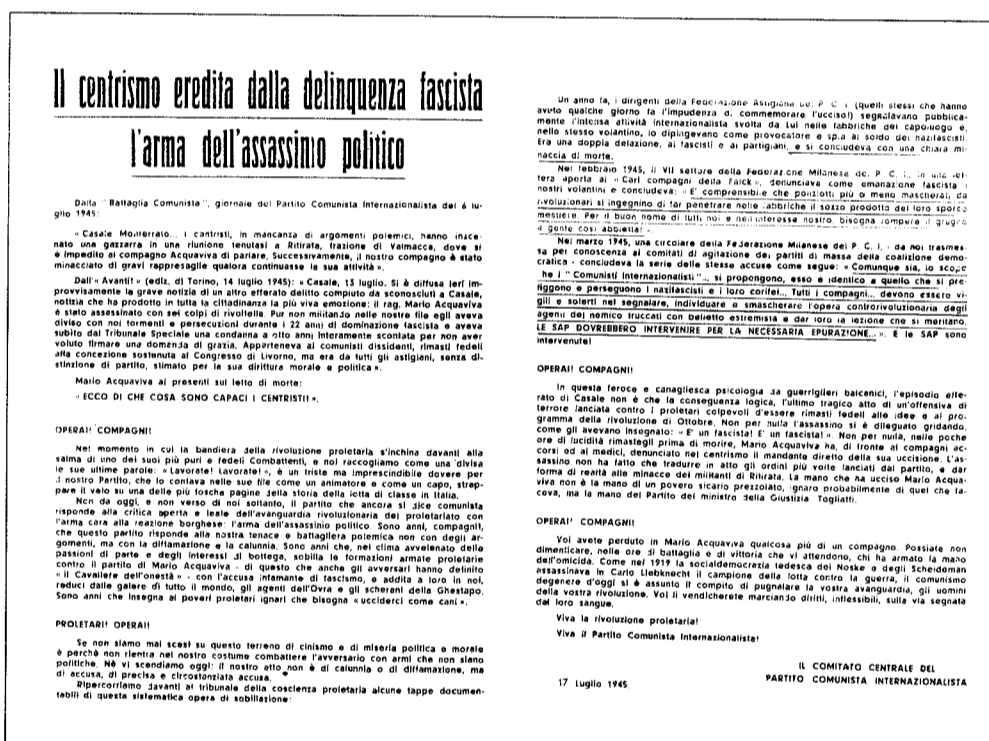 Il centrismo eredita dalla delinquenza fascista
l'arma dell'assassinio politico
Dalla "Battaglia Comunista", giornale del Partito Comunista Internazionalista del 6 lu-
glio 1945:
« Casale Monferrato... I centristi, in mancanza di argomenti polemici, hanno insce-
nato una gazzarra in una riunione tenutasi a Ritirata, frazione di Valmacca, dove si
è impedito al compagno Acquaviva di parlare. Successivamente, il nostro compagno è stato
minacciato di gravi rappresaglie qualora continuasse la sua attività ».
Dall'« Avanti! » (ediz. di Torino, 14 luglio 1945): « Casale, 13 luglio. Si è diffusa ieri im-
provvisamente la grave notizia di un altro efferato delitto compiuto da sconosciuti a Casale,
notizia che ha prodotto in tutta la cittadinanza la più viva emozione: il rag. Mario Acquaviva
è stato assassinato con sei colpi di rivoltella. Pur non militando nelle nostre file egli aveva
diviso con noi tormenti e persecuzioni durante i 22 anni di dominazione fascista e aveva
subito dal Tribunale Speciale una condanna a otto anni interamente scontata per non aver
voluto firmare una domanda di grazia. Apparteneva ai comunisti dissidenti, rimasti fedeli
alla concezione sostenuta al Congresso di Livorno, ma era da tutti gli astigiani, senza di-
stinzione di partito, stimato per la sua dirittura morale e politica ».
Mario Acquaviva ai presenti sul letto di morte:
« ECCO DI CHE COSA SONO CAPACI I CENTRISTI! ».
OPERAI! COMPAGNI!
Nel momento in cui la bandiera della rivoluzione proletaria s'inchina davanti alla
salma di uno dei suoi più puri e fedeli Combattenti, e noi raccogliamo come una divisa
le sue ultime parole: « Lavorate! Lavorate! », è un triste ma imprescibile dovere per
il nostro Partito, che lo contava nelle sue file come un animatore e come un capo, strap-
pare il velo su una delle più fosche pagine della storia della lotta di classe in Italia.
Non da oggi, e non verso di noi soltanto, il partito che ancora si dice comunista
risponde alla critica aperta e leale dell'avanguardia rivoluzionaria del proletariato con
l'arma cara alla reazione borghese: l'arma dell'assassinio politico. Sono anni, compagni,
che questo partito risponde alla nostra tenace e battagliera polemica non con degli ar-
gomenti, ma con la diffamazione e la calunnia. Sono anni che, nel clima avvelenato delle
passioni di parte e degli interessi di bottega, sobilla le formazioni armate proletarie
contro il partito di Mario Acquaviva - di questo che anche gli avversari hanno definito
« il Cavaliere dell'onestà » - con l'accusa infamante di fascismo, e addita a loro in noi,
reduci dalle galere di tutto il mondo, gli agenti dell'Ovra e gli scherani della Ghestapo.
Sono anni che insegna ai poveri proletari ignari che bisogna « ucciderci come cani ».
PROLETARI! OPERAI!
Se non siamo mai scesi su questo terreno di cinismo e di miseria politica e morale
è perchè non rientra nel nostro costume combattere l'avversario con armi che non siano
politiche. Nè vi scendiamo oggi: il nostro atto non è di calunnia o di diffamazione, ma
di accusa, di precisa e circostanziata accusa.
Ripercorriamo davanti al tribunale della coscienza proletaria alcune tappe documen-
tabili di questa sistematica opera di sobillazione:
Un anno fa, i dirigenti della Federazione Astigiana del P. C. I. (quelli stessi che hanno
avuto qualche giorno fa l'impudenza di commemorare l'ucciso!) segnalavano pubblica-
mente l'intensa attività internazionalista svolta da Lui nelle fabbriche del capoluogo e,
nello stesso volantino, lo dipingevano come provocatore e spia al soldo dei nazifascisti.
Era una doppia delazione, ai fascisti e ai partigiani, e si concludeva con una chiara mi-
naccia di morte.
Nel febbraio 1945, il VII settore della Federazione Milanese del P. C. I., in una let-
tera aperta ai « Cari compagni della Falck », denunciava come emanazione fascista i
nostri volantini e concludeva: « E' comprensibile che poliziotti più o meno mascherati da
rivoluzionari si ingegnino di far penetrare nelle fabbriche il sozzo prodotto del loro sporco
mestiere. Per il buon nome di tutti noi e nell'interesse nostro, bisogna rompere il grugno
a gente così abbietta! ».
Nel marzo 1945, una circolare della Federazione Milanese del P. C. I. - da noi trasmes-
sa per conoscenza ai comitati di agitazione dei partiti di massa della coalizione demo-
cratica - concludeva la serie delle stesse accuse come segue: « Comunque sia, lo scopo
che i "Comunisti Internazionalisti"... si propongono, esso è identico a quello che si pre-
figgono e perseguono i nazifascisti e i loro corifei... Tutti i compagni... devono essere vi-
gili e solerti nel segnalare, individuare e smascherare l'opera controrivoluzionaria degli
agenti del nemico truccati con belletto estremista e dar loro la lezione che si meritano.
LE SAP DOVREBBERO INTERVENIRE PER LA NECESSARIA EPURAZIONE... ». E le SAP sono
intervenute!
OPERAI! COMPAGNI!
In questa feroce e canagliesca psicologia da guerriglieri balcanici, l'episodio effe-
rato di Casale non è che la conseguenza logica, l'ultimo tragico atto di un'offensiva di
terrore lanciata contro i proletari colpevoli d'essere rimasti fedeli alle idee e al pro-
gramma della rivoluzione di Ottobre. Non per nulla l'assassino si è dileguato gridando,
come gli avevano insegnato: « E' un fascista! E' un fascista! ». Non per nulla, nelle poche
ore di lucidità rimastegli prima di morire, Mario Acquaviva ha, di fronte ai compagni ac-
corsi ed ai medici, denunciato nel centrismo il mandante diretto della sua uccisione. L'as-
sassino non ha fatto che tradurre in atto gli ordini più volte lanciati dal partito, e dar
forma di realtà alle minacce dei militanti di Ritirata. La mano che ha ucciso Mario Acqua-
viva non è la mano di un povero sicario prezzolato, ignaro probabilmente di quel che fa-
ceva, ma la mano del Partito del ministro della Giustizia Togliatti.
OPERAI! COMPAGNI!
Voi avete perduto in Mario Acquaviva qualcosa più di un compagno. Possiate non
dimenticare, nelle ore di battaglia e di vittoria che vi attendono, chi ha armato la mano
dell'omicida. Come nel 1919 la socialdemocrazia tedesca dei Noske e degli Scheideman
assassinava in Carlo Liebknecht il campione della lotta contro la guerra, il comunismo
degenere d'oggi si è assunto il compito di pugnalare la vostra avanguardia, gli uomini
della vostra rivoluzione. Voi li vendicherete marciando diritti, inflessibili, sulla via segnata
dal loro sangue.
Viva la rivoluzione proletaria!
Viva il Partito Comunista Internazionalista!
IL COMITATO CENTRALE DEL
PARTITO COMUNISTA INTERNAZIONALISTA
17 Luglio 1945